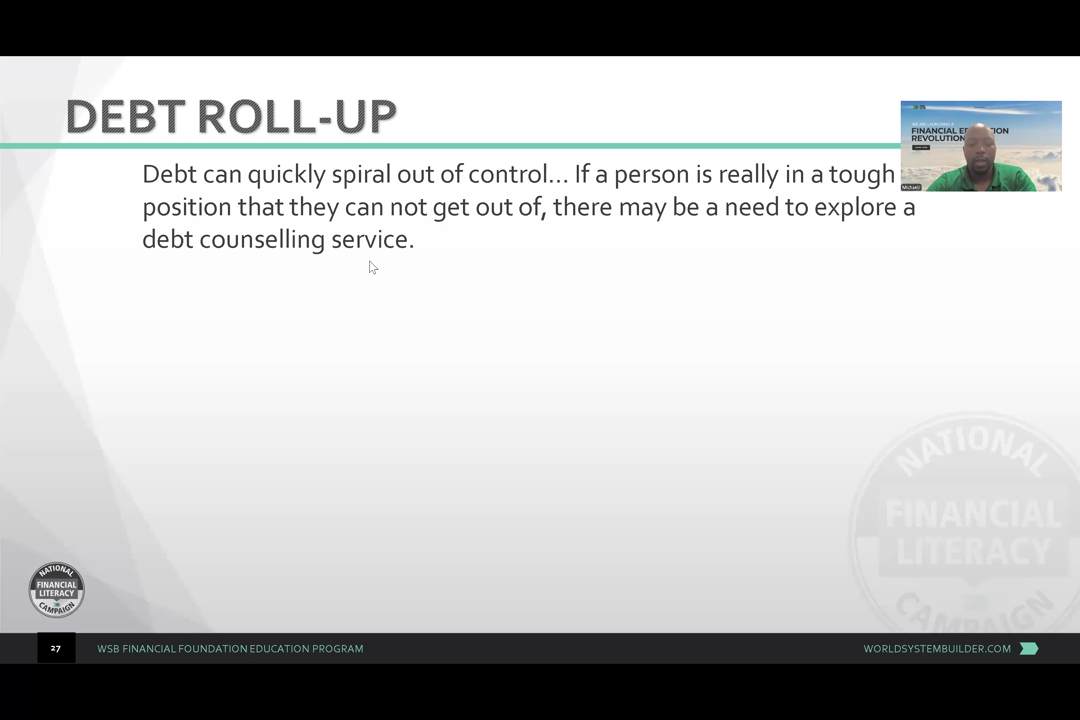 DEBT ROLL-UP
FINANCIAL EDUCATION
REVOLUTION
Michael
Debt can quickly spiral out of control... If a person is really in a tough
position that they can not get out of, there may be a need to explore a
debt counselling service.
NATIONAL
FINANCIAL
LITERACY
CAMPAIGN
NATIONAL
FINANCIAL
LITERACY
CAMPAIGN
27
WSB FINANCIAL FOUNDATION EDUCATION PROGRAM
WORLDSYSTEMBUILDER.COM